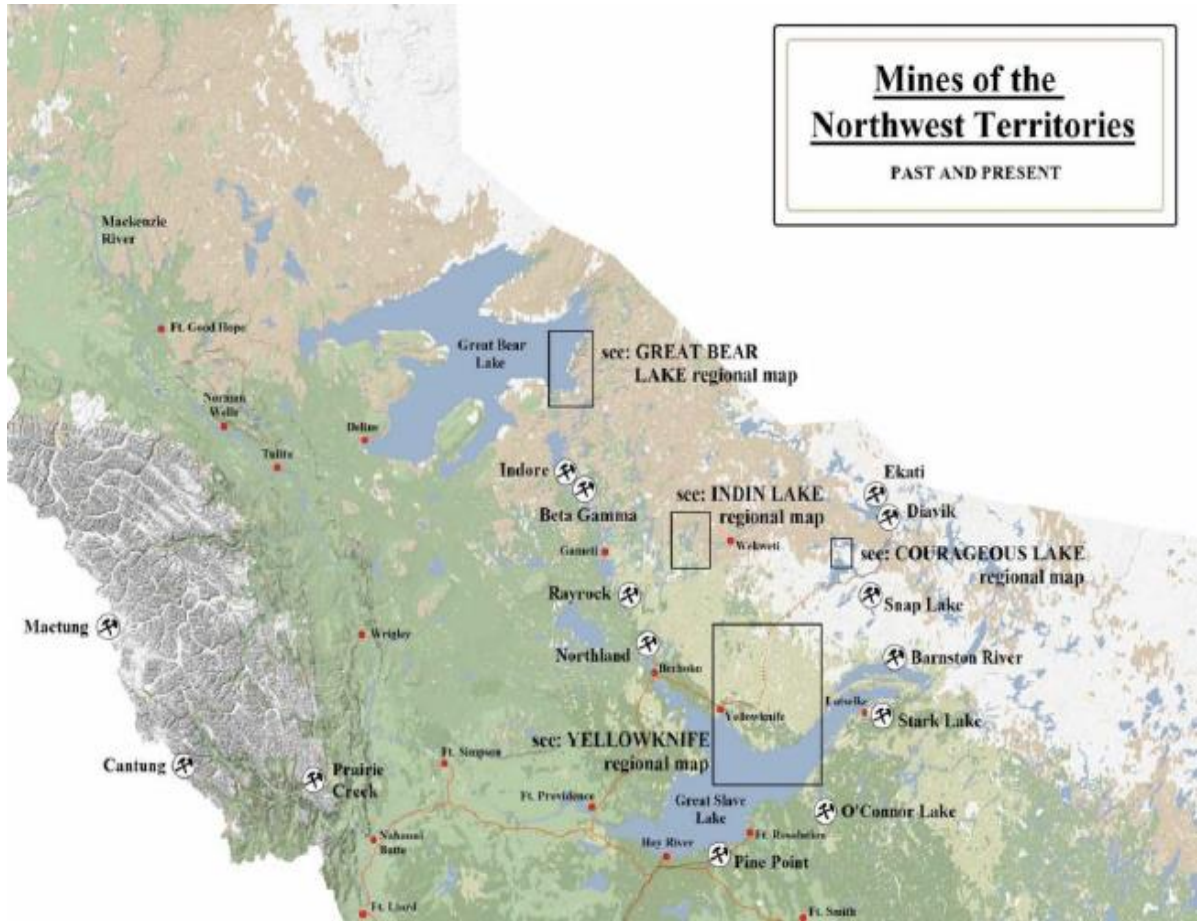 Mines of the
Northwest Territories
PAST AND PRESENT
Mackenzie
River
Ft. Good Hope
Great Bear
Lake
see: GREAT BEAR
LAKE regional map
Norman
Wells
Deline
Tulita
Indore
Beta Gamma
see: INDIN LAKE
regional map
Ekati
Diavik
Gameti
Wekweti
see: COURAGEOUS LAKE
regional map
Rayrock
Snap Lake
Mactung
Wrigley
Northland
Behchoko
Barnston River
Yellowknife
Lutselke
Stark Lake
see: YELLOWKNIFE
regional map
Cantung
Prairie
Creek
Ft. Simpson
Ft. Providence
Great Slave
Lake
O'Connor Lake
Nahanni
Butte
Hay River
Ft. Resolution
Pine Point
Ft. Liard
Ft. Smith